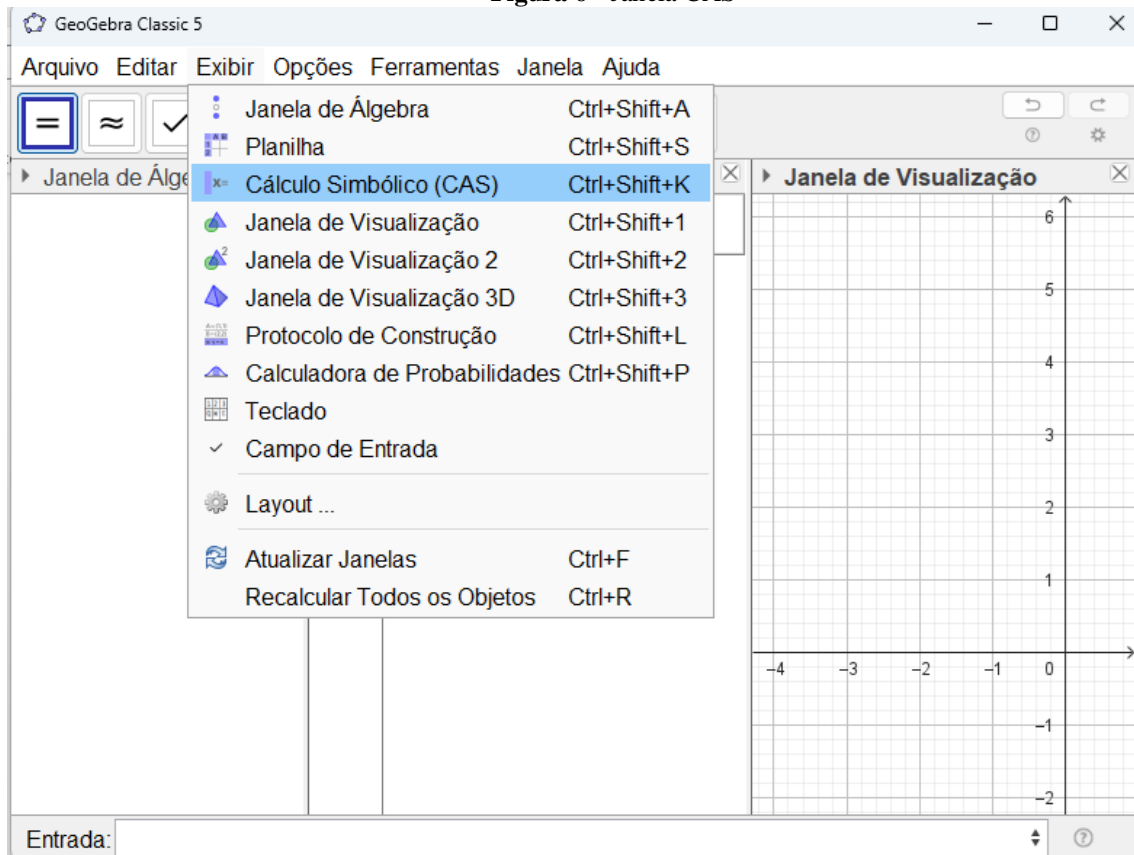 GeoGebra Classic 5
Arquivo Editar Exibir Opções Ferramentas Janela Ajuda
= ≈ ✓
Janela de Álge
Janela de Álgebra Ctrl+Shift+A
Planilha Ctrl+Shift+S
Cálculo Simbólico (CAS) Ctrl+Shift+K
Janela de Visualização Ctrl+Shift+1
Janela de Visualização 2 Ctrl+Shift+2
Janela de Visualização 3D Ctrl+Shift+3
Protocolo de Construção Ctrl+Shift+L
Calculadora de Probabilidades Ctrl+Shift+P
Teclado
Campo de Entrada
Layout ...
Atualizar Janelas Ctrl+F
Recalcular Todos os Objetos Ctrl+R
Janela de Visualização
6
5
4
3
2
1
–4 –3 –2 –1 0
–1
–2
Entrada: